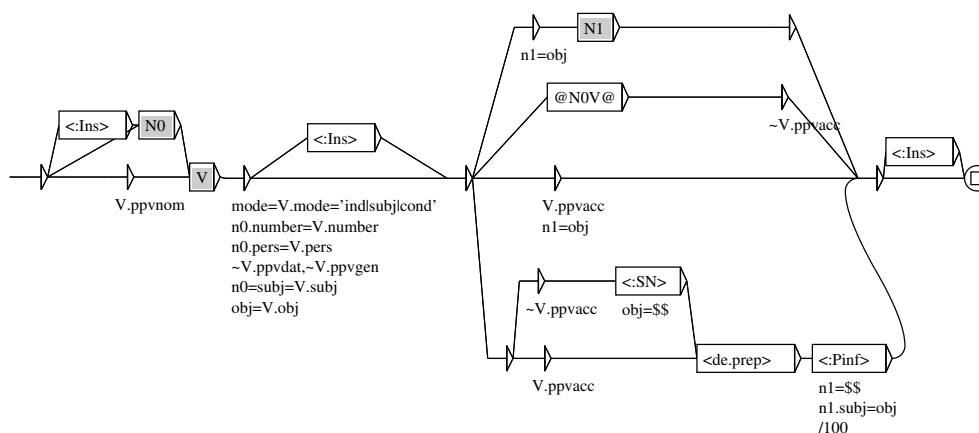 N1
n1=obj
@N0V@
~V.ppvacc
<:Ins>
N0
V
V.ppvnom
<:Ins>
mode=V.mode='ind|subj|cond'
n0.number=V.number
n0.pers=V.pers
~V.ppvdat,~V.ppvgen
n0=subj=V.subj
obj=V.obj
V.ppvacc
n1=obj
<:Ins>
<:SN>
~V.ppvacc
obj=$$
V.ppvacc
<de.prep>
<:Pinf>
n1=$$
n1.subj=obj
/100